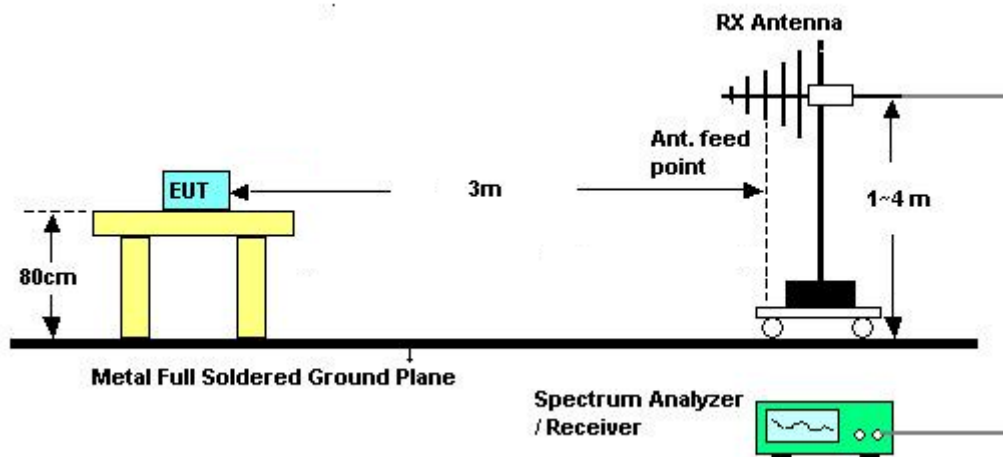 RX Antenna
Ant. feed
point
EUT
3m
1~4 m
80cm
Metal Full Soldered Ground Plane
Spectrum Analyzer
/ Receiver